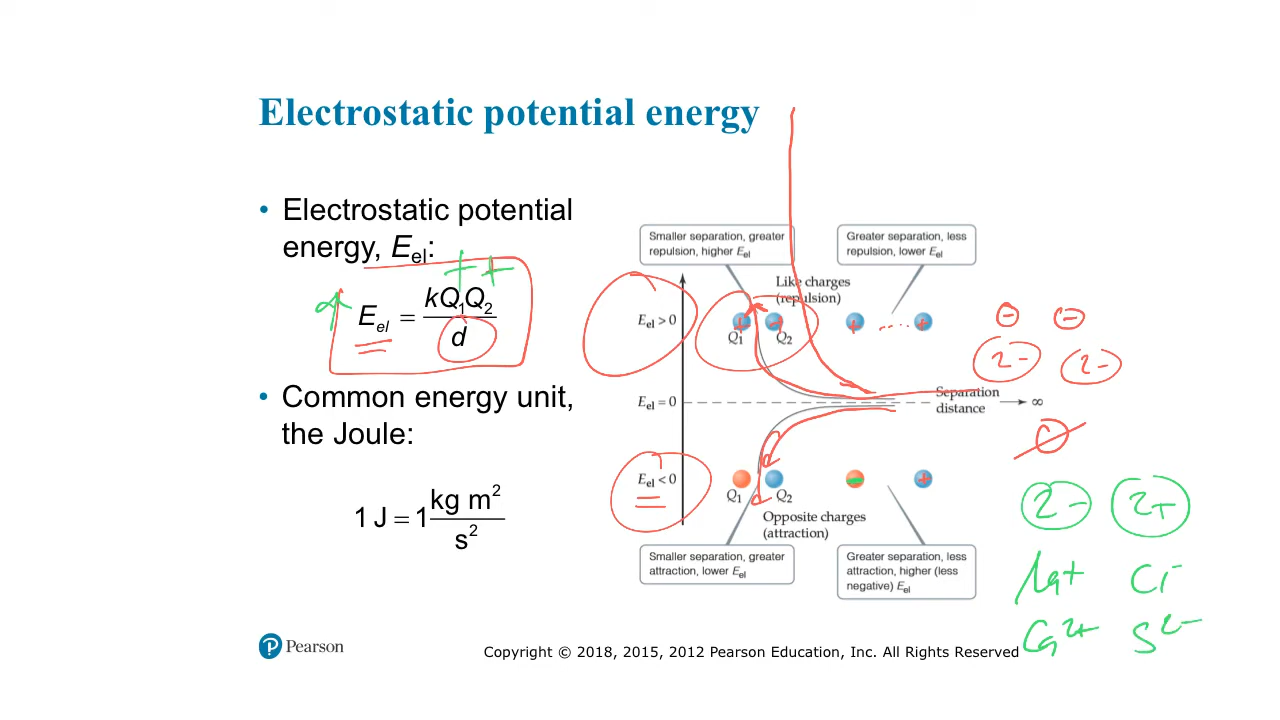 Electrostatic potential energy
• Electrostatic potential
energy, Eel:
+ +
Eel = kQ1Q2
d
• Common energy unit,
the Joule:
1 J = 1 kg m²
s²
Smaller separation, greater
repulsion, higher Eel
Greater separation, less
repulsion, lower Eel
Like charges
(repulsion)
Eel > 0
+ + + +
Q1 Q2
Eel = 0
Separation
distance
∞
Eel < 0
− +
Q1 Q2
Opposite charges
(attraction)
Smaller separation, greater
attraction, lower Eel
Greater separation, less
attraction, higher (less
negative) Eel
− −
2− 2−
2− 2+
Na+ Cl−
Ca2+ S2−
Pearson
Copyright © 2018, 2015, 2012 Pearson Education, Inc. All Rights Reserved